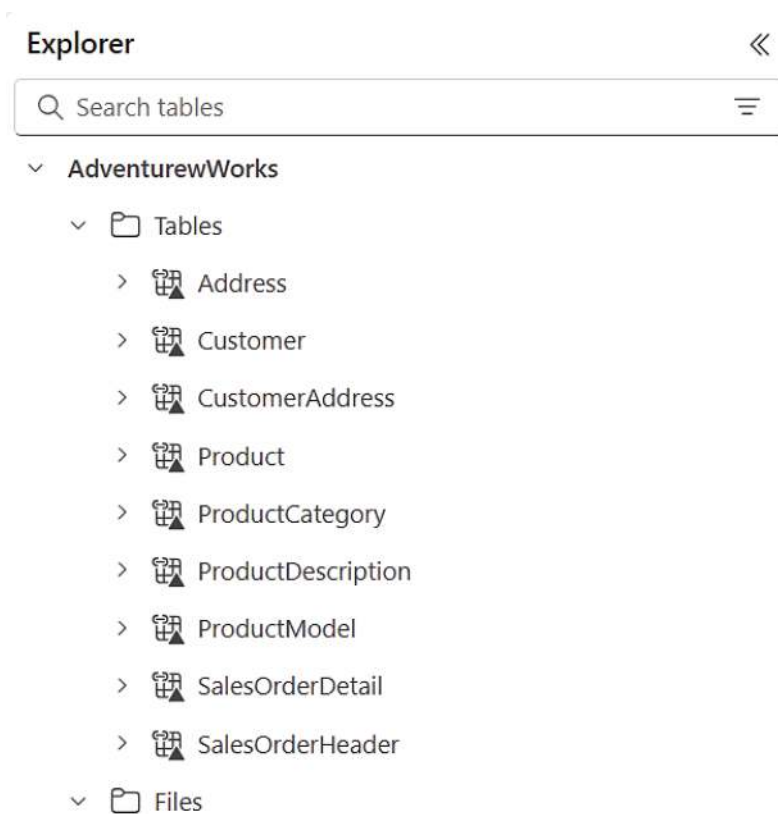 Explorer
Search tables
AdventurewWorks
Tables
Address
Customer
CustomerAddress
Product
ProductCategory
ProductDescription
ProductModel
SalesOrderDetail
SalesOrderHeader
Files